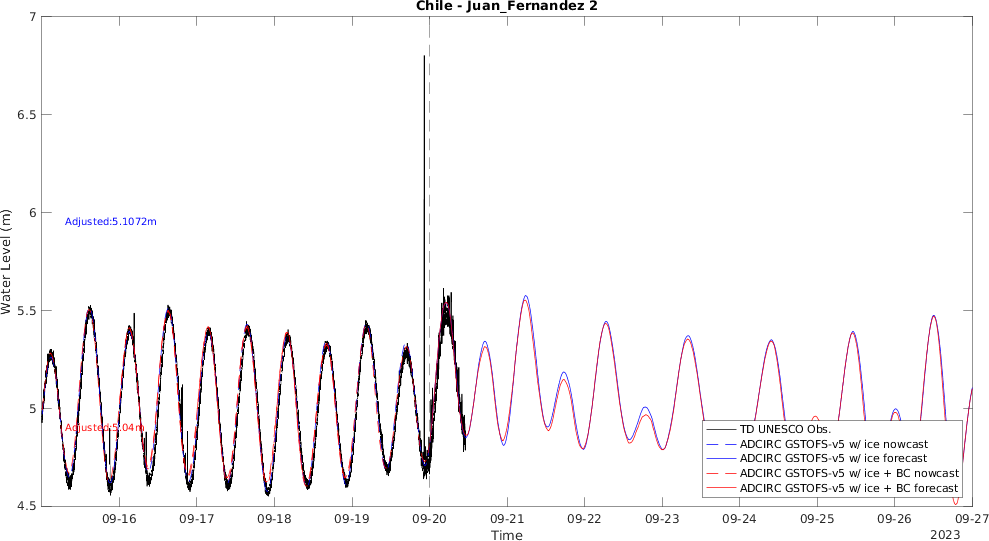 Chile - Juan_Fernandez 2
7
6.5
6
5.5
5
4.5
Water Level (m)
Adjusted:5.1072m
Adjusted:5.04m
TD UNESCO Obs.
ADCIRC GSTOFS-v5 w/ ice nowcast
ADCIRC GSTOFS-v5 w/ ice forecast
ADCIRC GSTOFS-v5 w/ ice + BC nowcast
ADCIRC GSTOFS-v5 w/ ice + BC forecast
09-16 09-17 09-18 09-19 09-20 09-21 09-22 09-23 09-24 09-25 09-26 09-27
Time
2023